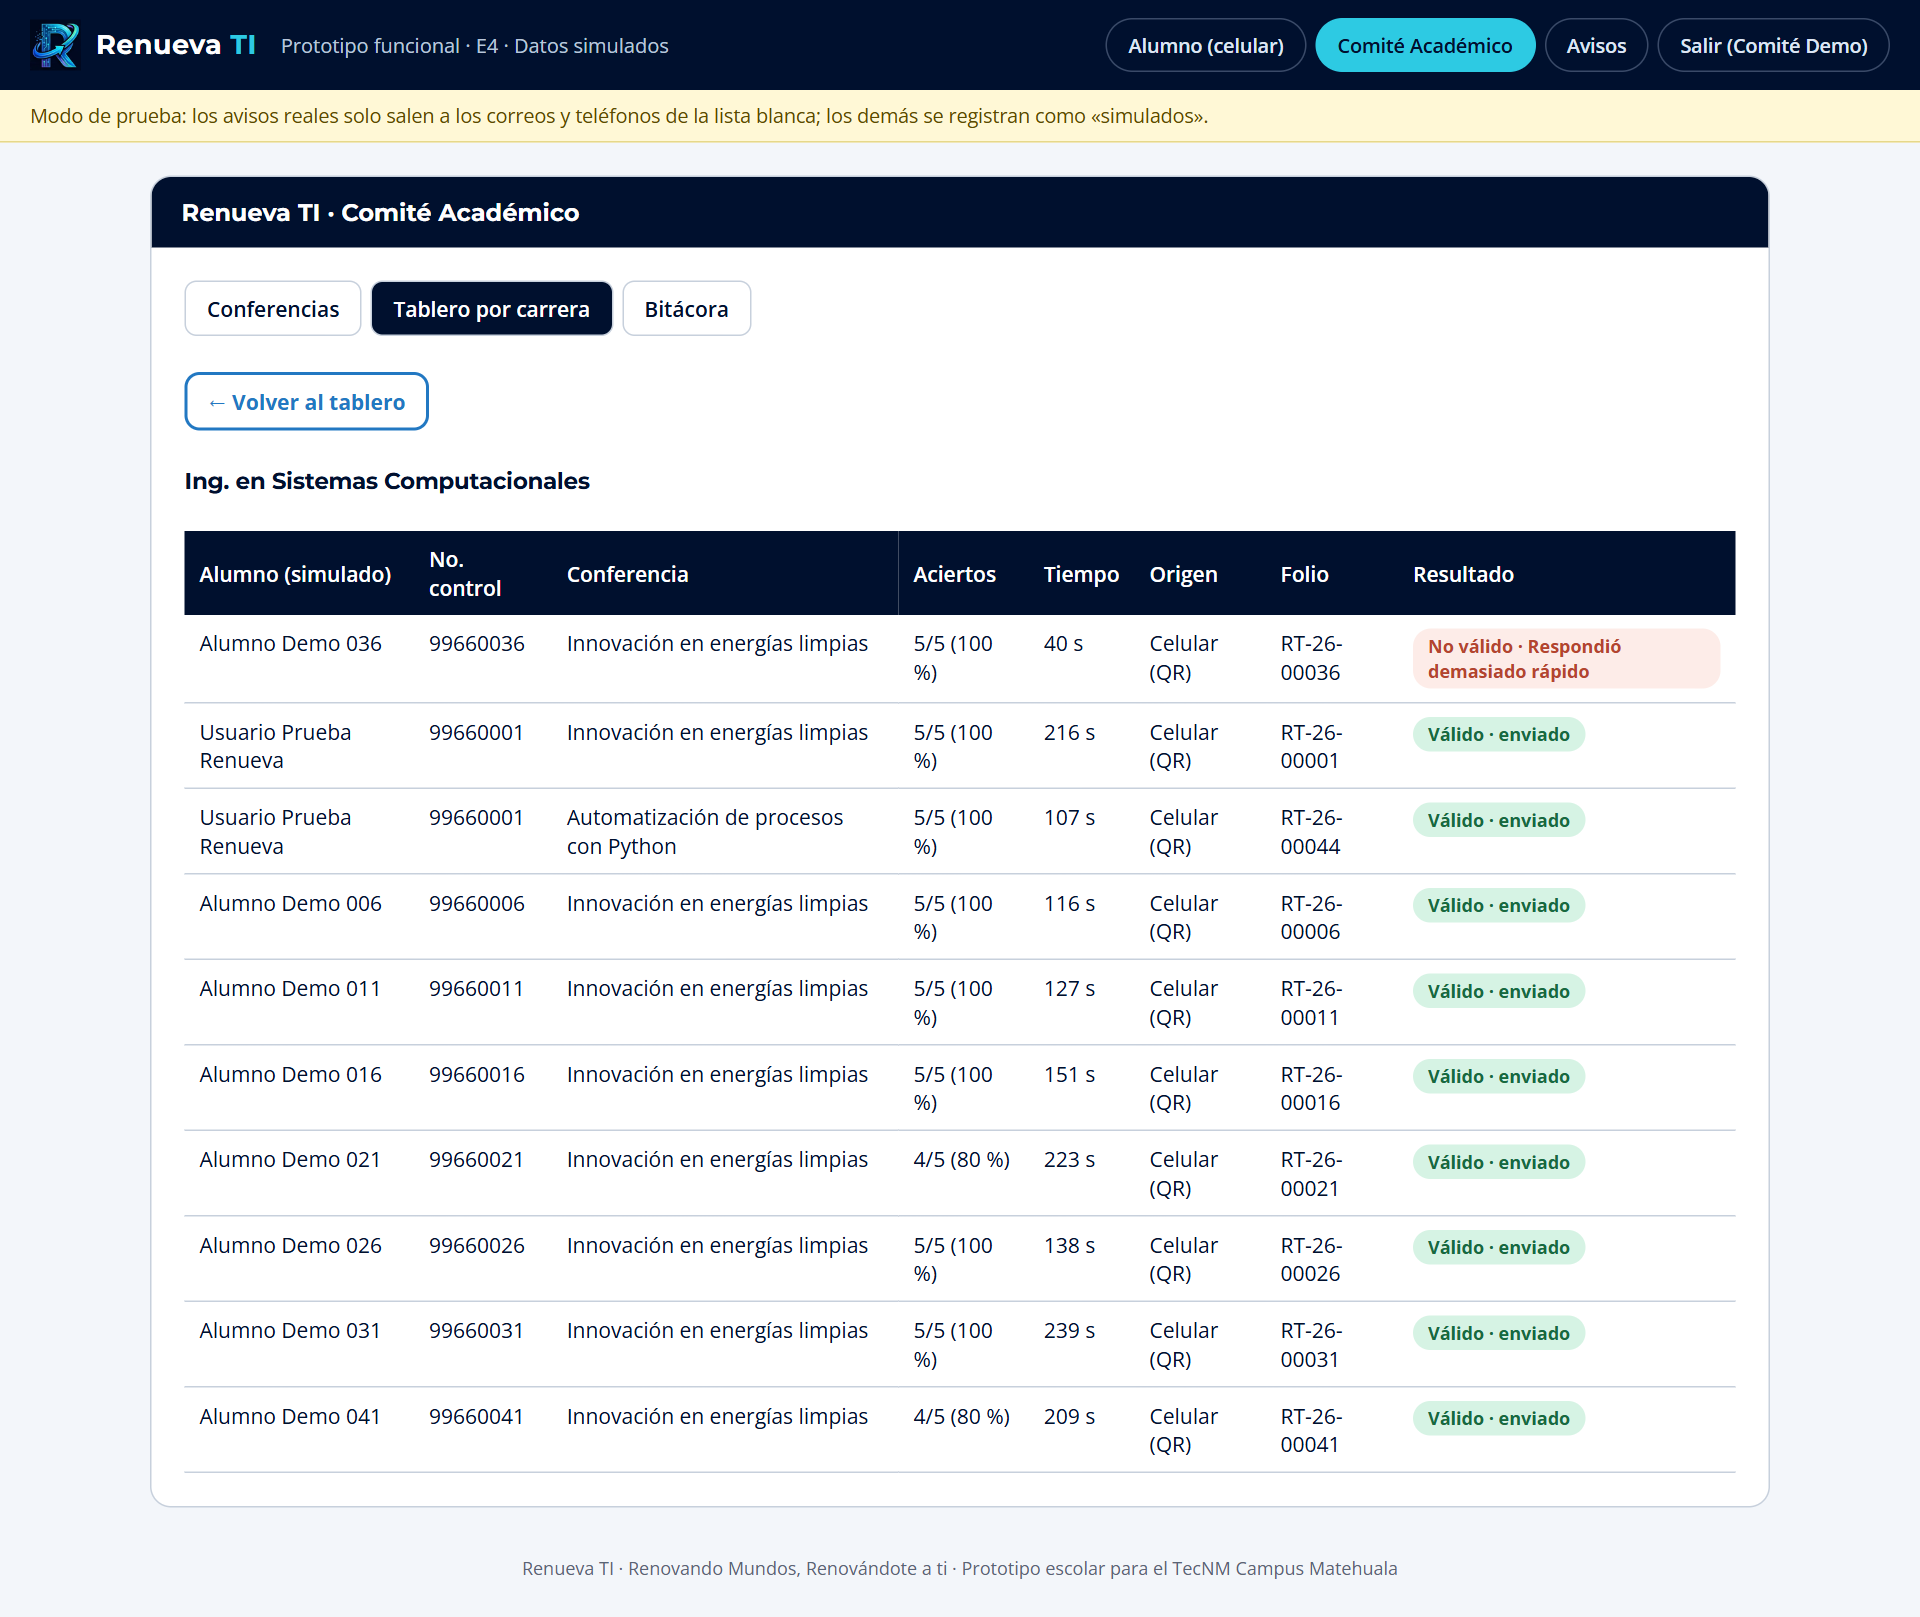 Renueva TI Prototipo funcional · E4 · Datos simulados Alumno (celular) Comité Académico Avisos Salir (Comité Demo)
Modo de prueba: los avisos reales solo salen a los correos y teléfonos de la lista blanca; los demás se registran como «simulados».
Renueva TI · Comité Académico
Conferencias Tablero por carrera Bitácora
← Volver al tablero
Ing. en Sistemas Computacionales
Alumno (simulado) No. control Conferencia Aciertos Tiempo Origen Folio Resultado
Alumno Demo 036 99660036 Innovación en energías limpias 5/5 (100 %) 40 s Celular (QR) RT-26-00036 No válido · Respondió demasiado rápido
Usuario Prueba Renueva 99660001 Innovación en energías limpias 5/5 (100 %) 216 s Celular (QR) RT-26-00001 Válido · enviado
Usuario Prueba Renueva 99660001 Automatización de procesos con Python 5/5 (100 %) 107 s Celular (QR) RT-26-00044 Válido · enviado
Alumno Demo 006 99660006 Innovación en energías limpias 5/5 (100 %) 116 s Celular (QR) RT-26-00006 Válido · enviado
Alumno Demo 011 99660011 Innovación en energías limpias 5/5 (100 %) 127 s Celular (QR) RT-26-00011 Válido · enviado
Alumno Demo 016 99660016 Innovación en energías limpias 5/5 (100 %) 151 s Celular (QR) RT-26-00016 Válido · enviado
Alumno Demo 021 99660021 Innovación en energías limpias 4/5 (80 %) 223 s Celular (QR) RT-26-00021 Válido · enviado
Alumno Demo 026 99660026 Innovación en energías limpias 5/5 (100 %) 138 s Celular (QR) RT-26-00026 Válido · enviado
Alumno Demo 031 99660031 Innovación en energías limpias 5/5 (100 %) 239 s Celular (QR) RT-26-00031 Válido · enviado
Alumno Demo 041 99660041 Innovación en energías limpias 4/5 (80 %) 209 s Celular (QR) RT-26-00041 Válido · enviado
Renueva TI · Renovando Mundos, Renovándote a ti · Prototipo escolar para el TecNM Campus Matehuala